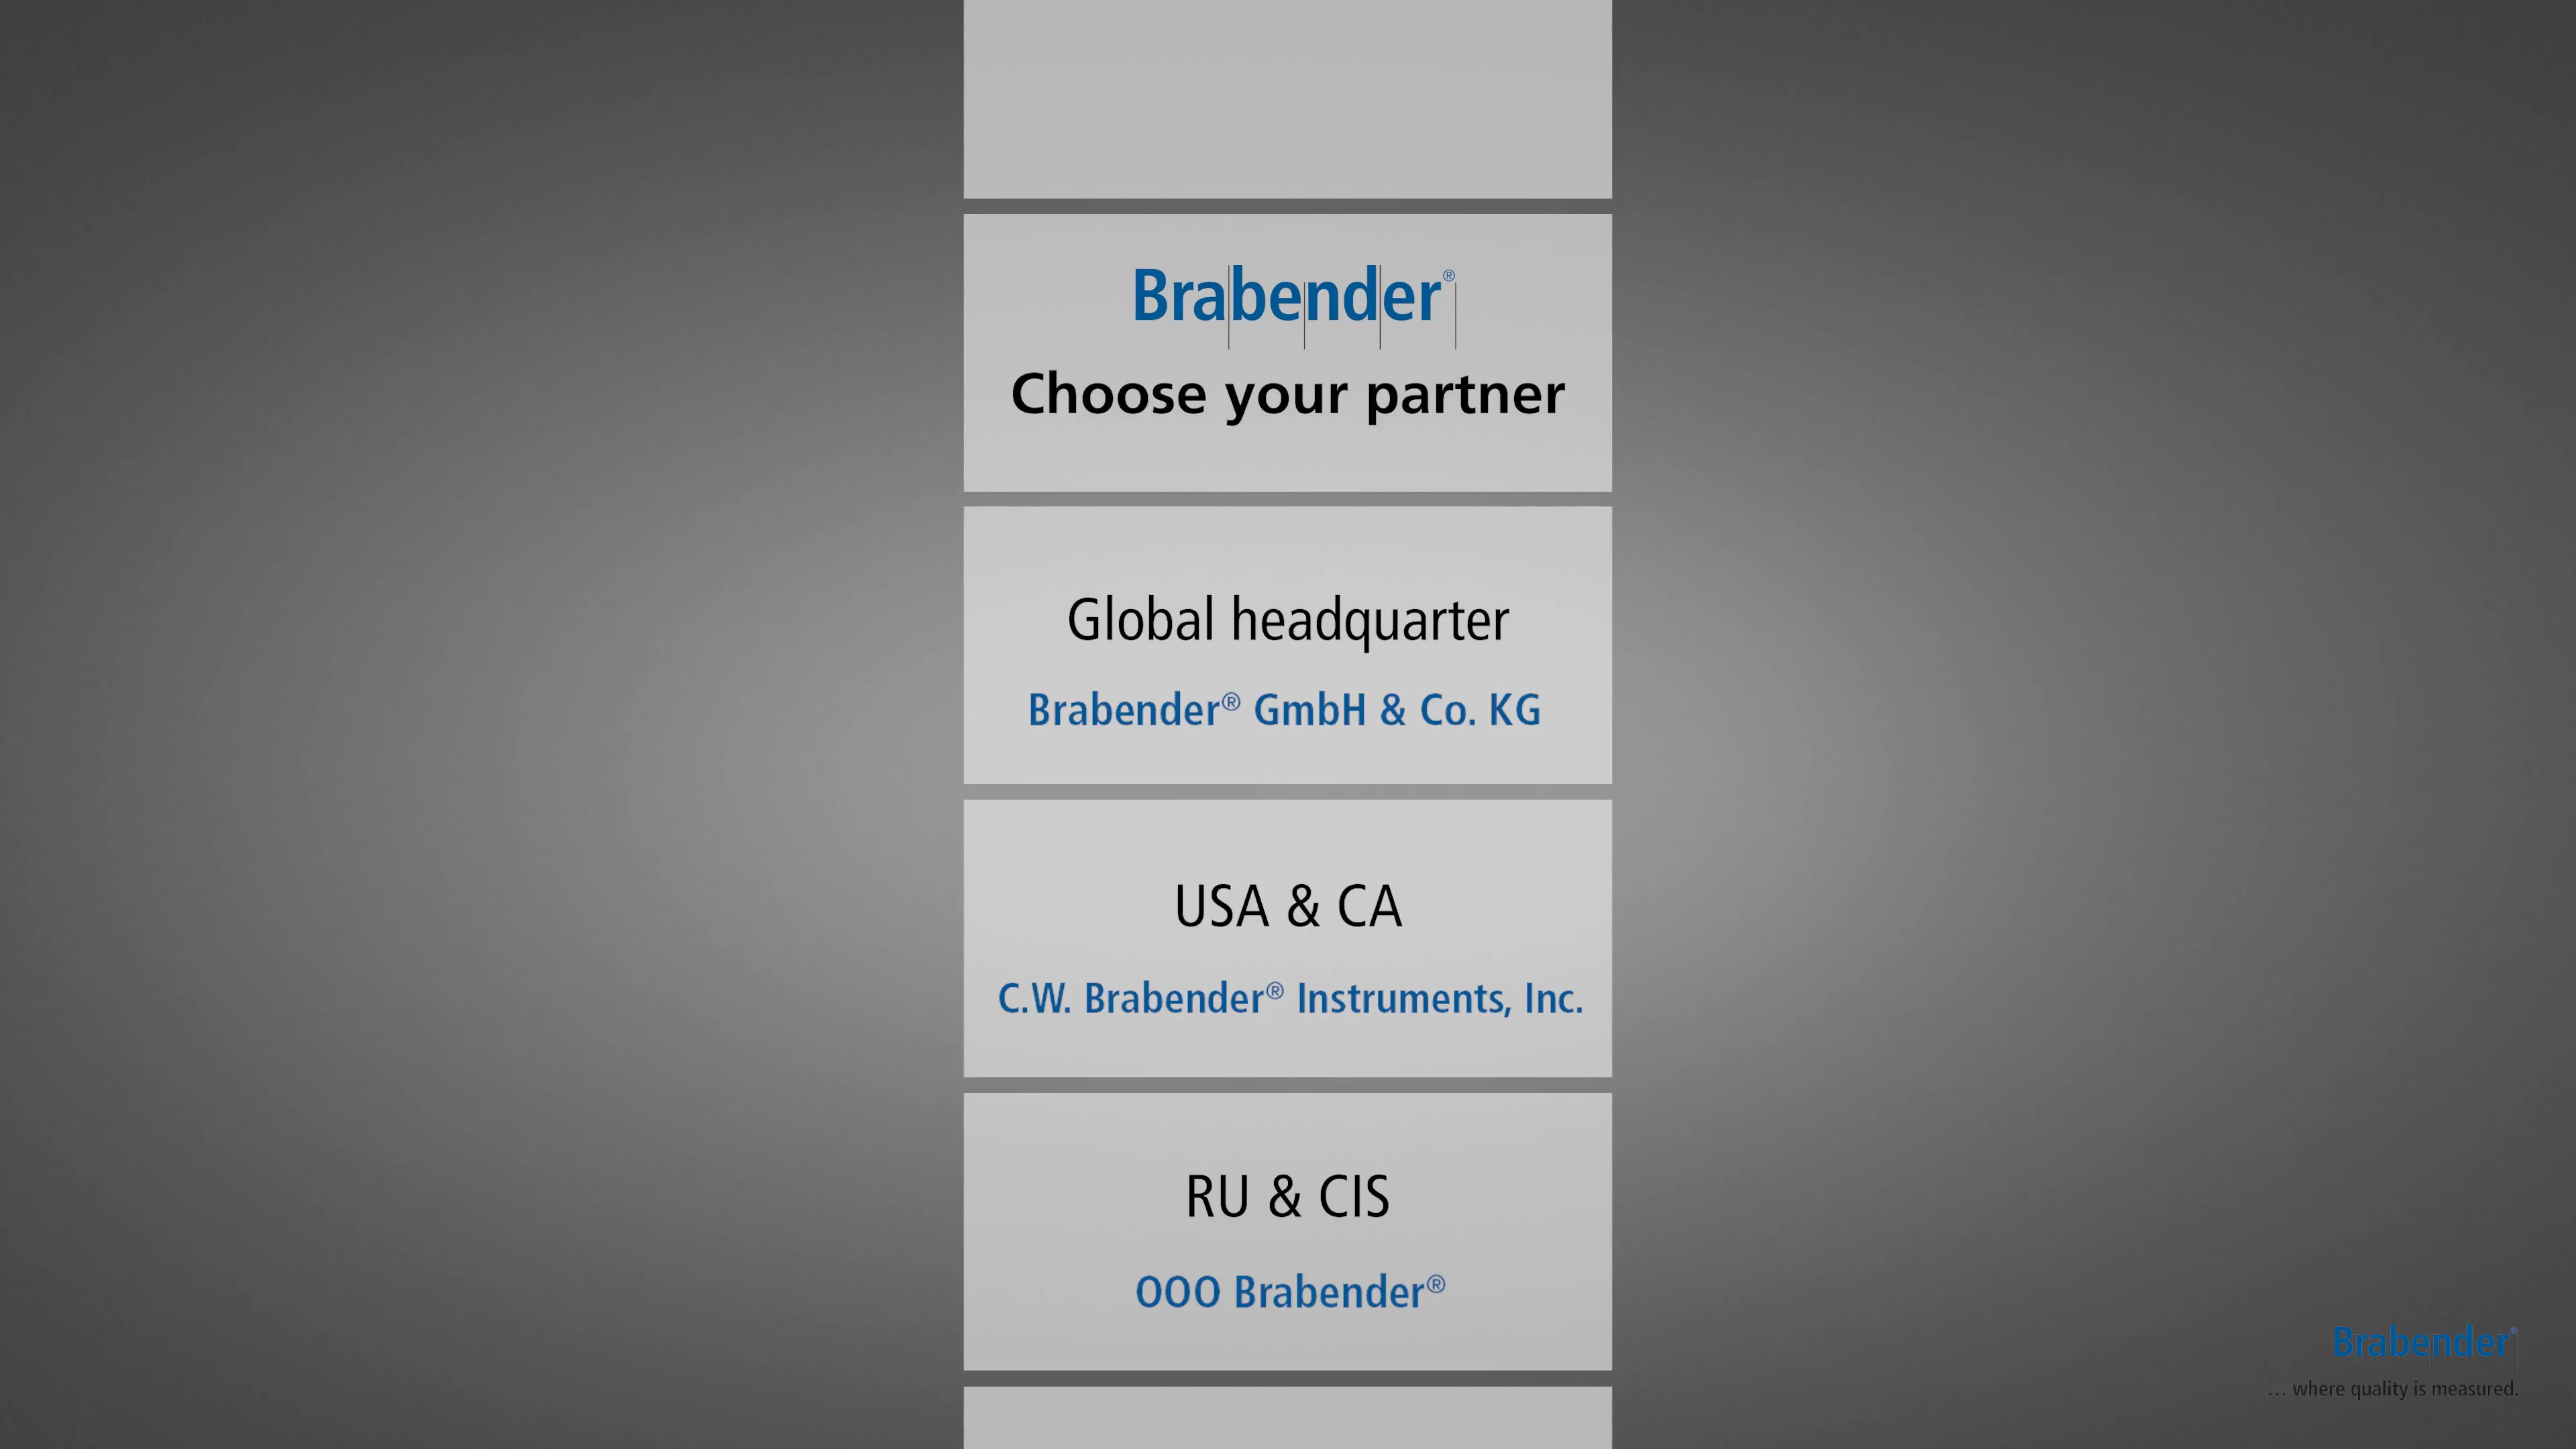 Brabender®
Choose your partner
Global headquarter
Brabender® GmbH & Co. KG
USA & CA
C.W. Brabender® Instruments, Inc.
RU & CIS
OOO Brabender®
Brabender®
... where quality is measured.